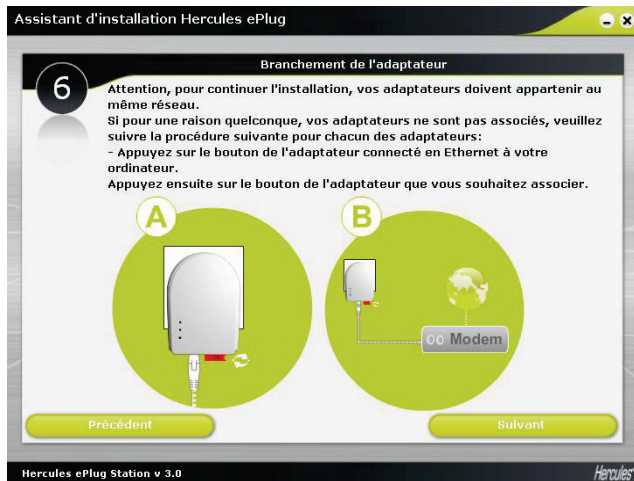 Assistant d'installation Hercules ePlug
Branchement de l'adaptateur
6
Attention, pour continuer l'installation, vos adaptateurs doivent appartenir au
même réseau.
Si pour une raison quelconque, vos adaptateurs ne sont pas associés, veuillez
suivre la procédure suivante pour chacun des adaptateurs:
- Appuyez sur le bouton de l'adaptateur connecté en Ethernet à votre
ordinateur.
Appuyez ensuite sur le bouton de l'adaptateur que vous souhaitez associer.
A
B
Modem
Précédent
Suivant
Hercules ePlug Station v 3.0
Hercules